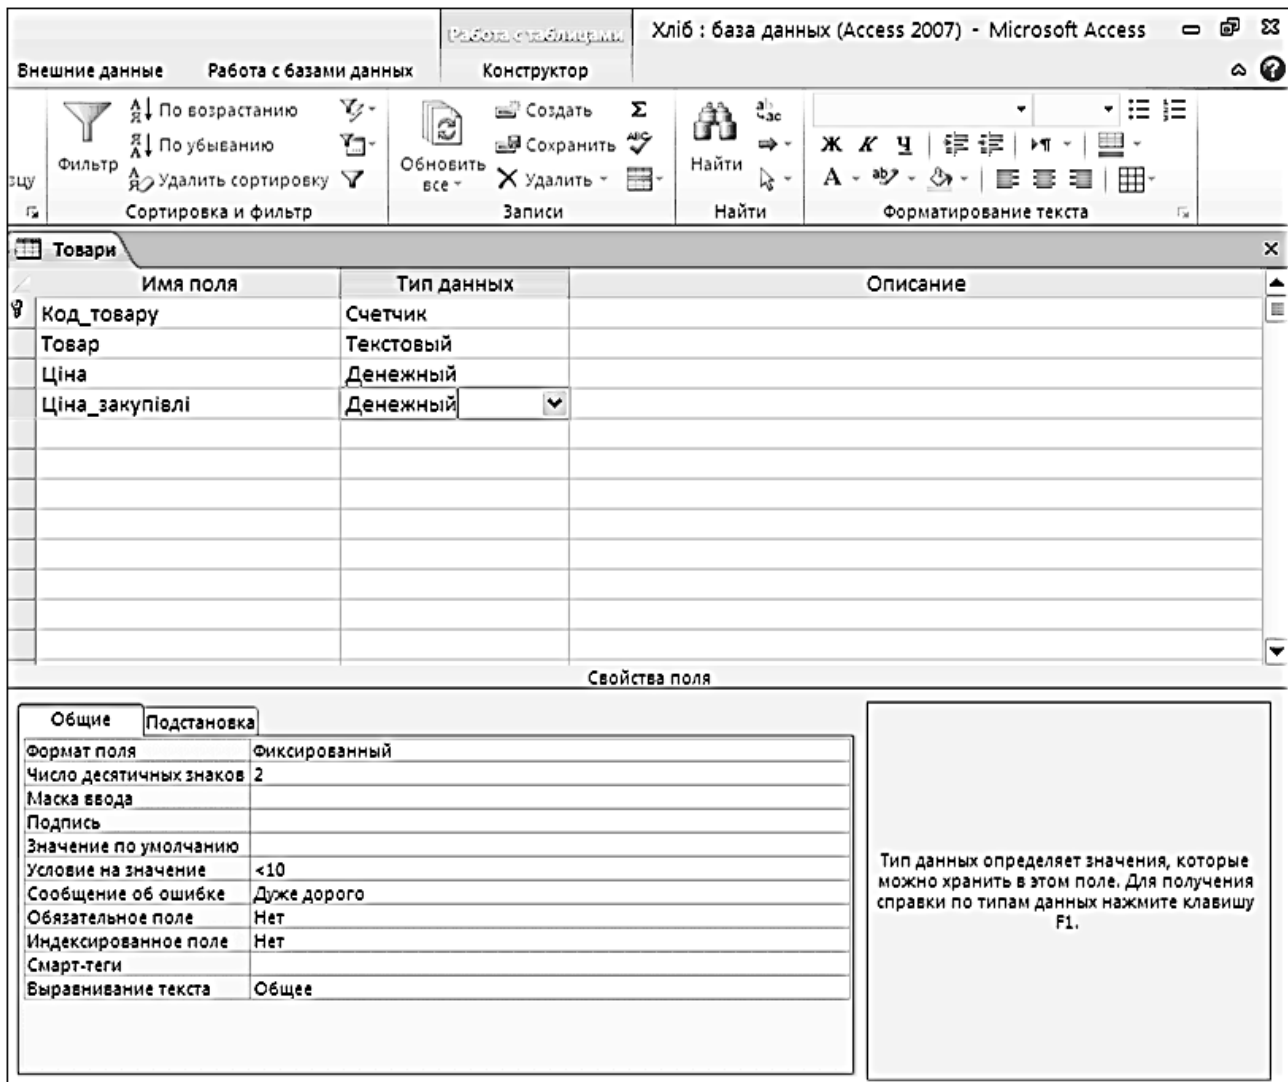 Работа с таблицами
Хліб : база данных (Access 2007) - Microsoft Access
Внешние данные Работа с базами данных Конструктор
Фильтр
По возрастанию
По убыванию
Удалить сортировку
Сортировка и фильтр
Обновить все
Создать
Сохранить
Удалить
Записи
Найти
Найти
Ж К Ч
Форматирование текста
Товари
Имя поля Тип данных Описание
Код_товару Счетчик
Товар Текстовый
Ціна Денежный
Ціна_закупівлі Денежный
Свойства поля
Общие Подстановка
Формат поля Фиксированный
Число десятичных знаков 2
Маска ввода
Подпись
Значение по умолчанию
Условие на значение <10
Сообщение об ошибке Дуже дорого
Обязательное поле Нет
Индексированное поле Нет
Смарт-теги
Выравнивание текста Общее
Тип данных определяет значения, которые
можно хранить в этом поле. Для получения
справки по типам данных нажмите клавишу
F1.